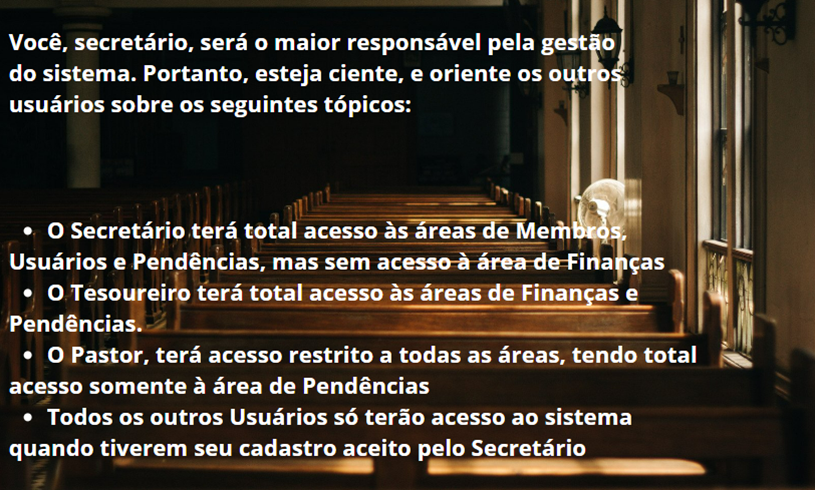 Você, secretário, será o maior responsável pela gestão
do sistema. Portanto, esteja ciente, e oriente os outros
usuários sobre os seguintes tópicos:
• O Secretário terá total acesso às áreas de Membros,
Usuários e Pendências, mas sem acesso à área de Finanças
• O Tesoureiro terá total acesso às áreas de Finanças e
Pendências.
• O Pastor, terá acesso restrito a todas as áreas, tendo total
acesso somente à área de Pendências
• Todos os outros Usuários só terão acesso ao sistema
quando tiverem seu cadastro aceito pelo Secretário